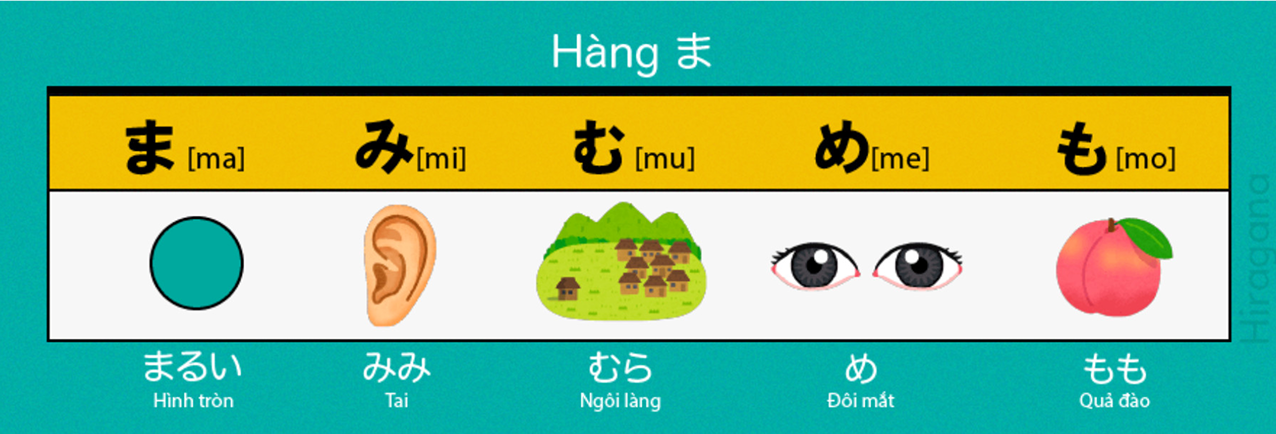 Hàng ま
ま [ma] み[mi] む [mu] め[me] も [mo]
まるい みみ むら め もも
Hình tròn Tai Ngôi làng Đôi mắt Quả đào
Hiragana